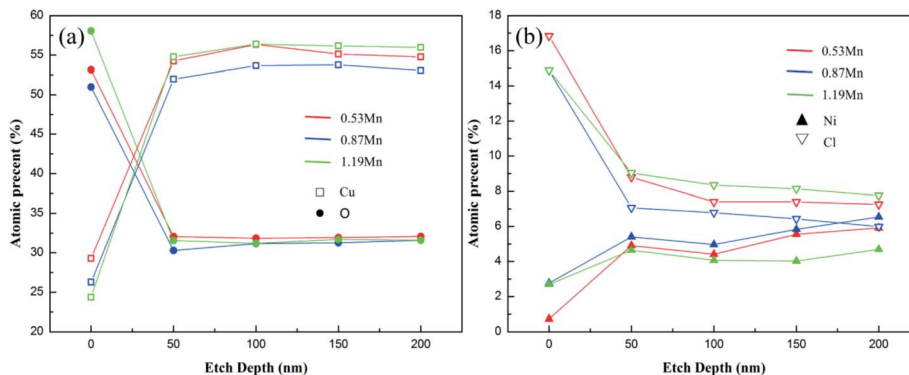 (a)
60
55
50
45
40
35
30
25
20
Atomic precent (%)
0.53Mn
0.87Mn
1.19Mn
Cu
O
0 50 100 150 200
Etch Depth (nm)
(b)
18
16
14
12
10
8
6
4
2
0
Atomic precent (%)
0.53Mn
0.87Mn
1.19Mn
Ni
Cl
0 50 100 150 200
Etch Depth (nm)